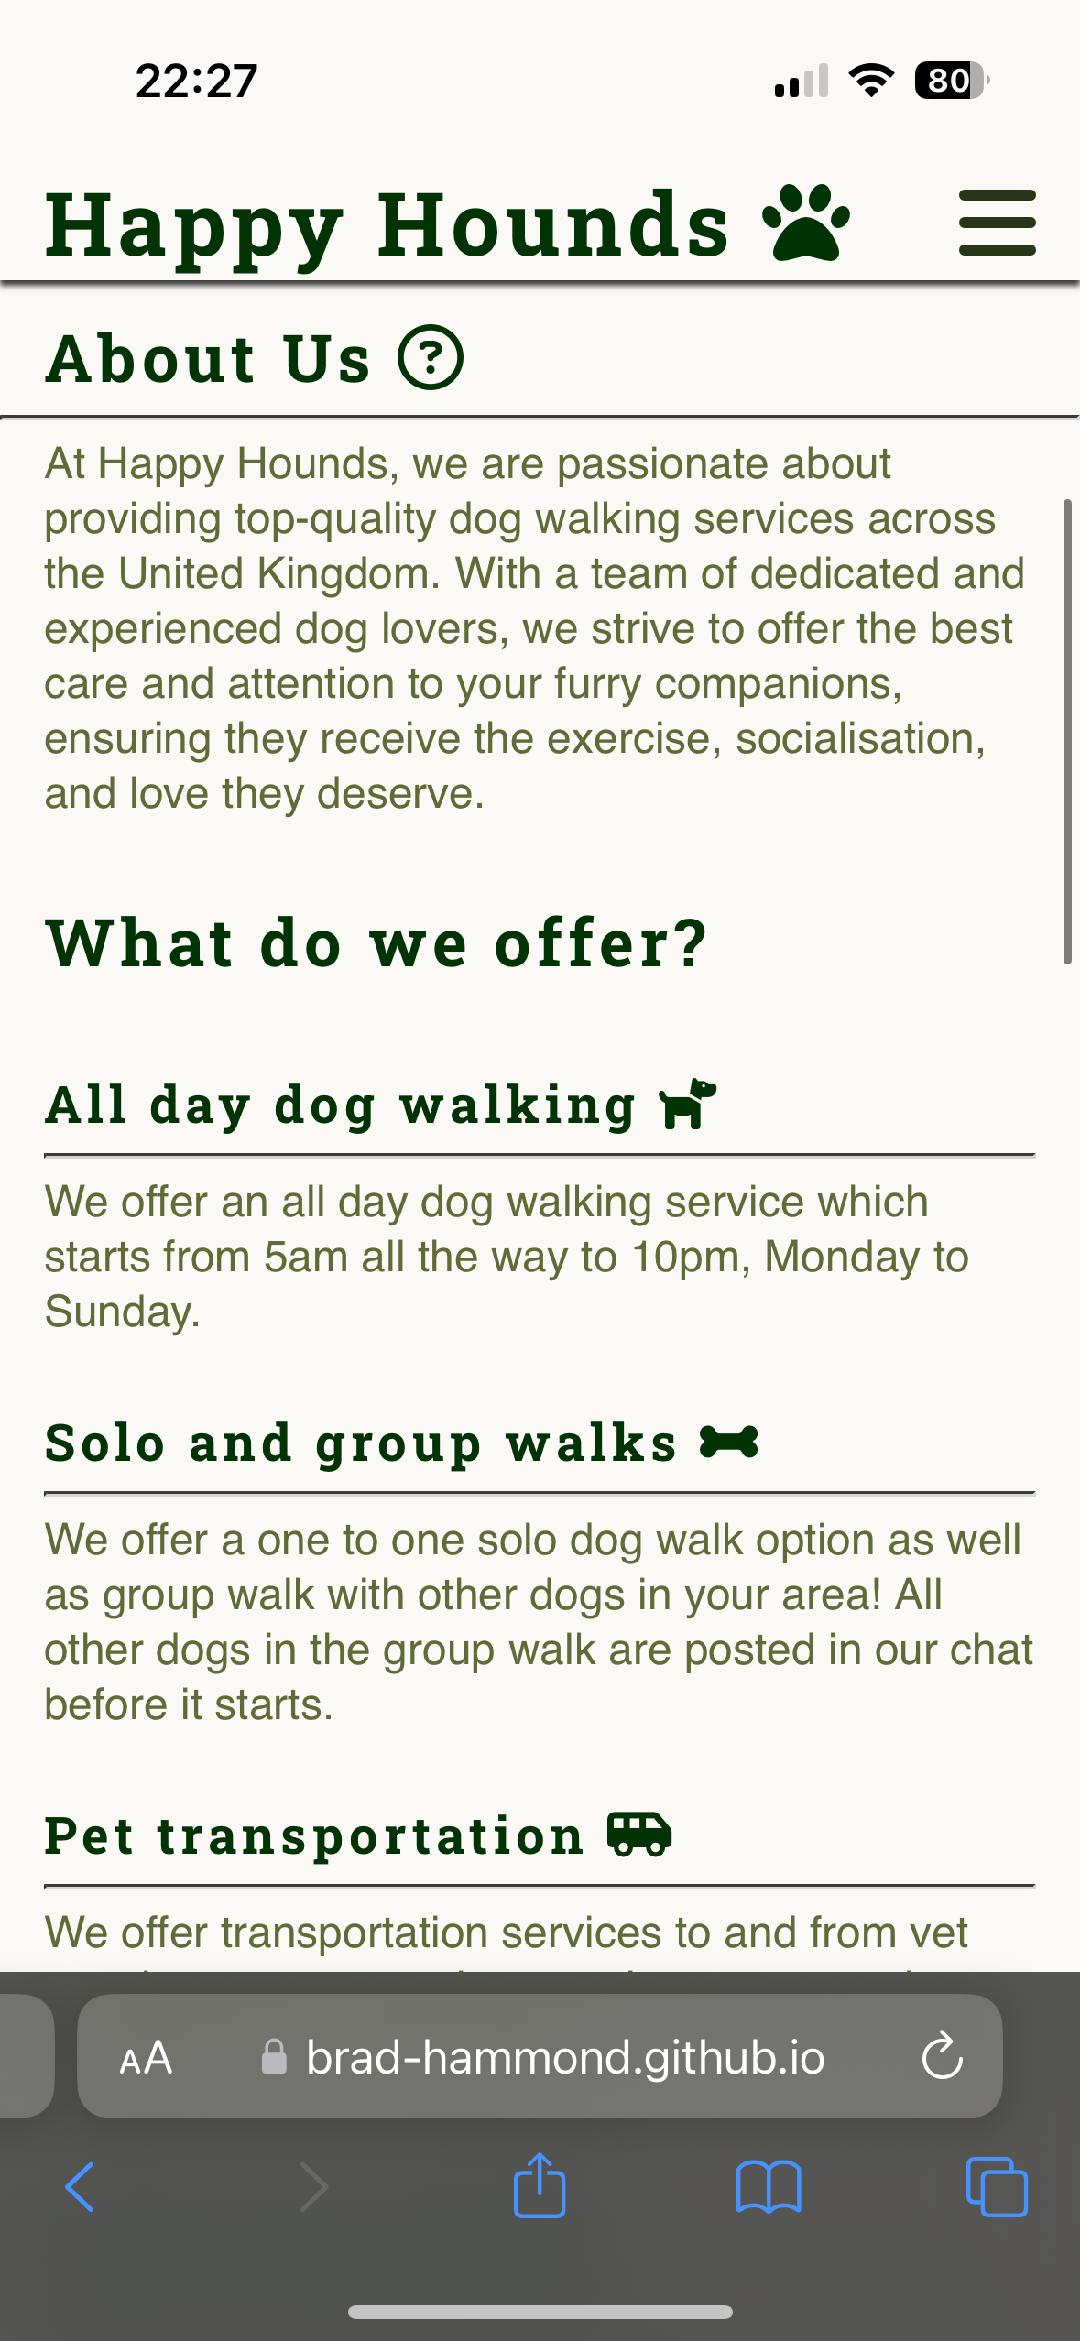 22:27
80
Happy Hounds
About Us ?
At Happy Hounds, we are passionate about
providing top-quality dog walking services across
the United Kingdom. With a team of dedicated and
experienced dog lovers, we strive to offer the best
care and attention to your furry companions,
ensuring they receive the exercise, socialisation,
and love they deserve.
What do we offer?
All day dog walking
We offer an all day dog walking service which
starts from 5am all the way to 10pm, Monday to
Sunday.
Solo and group walks
We offer a one to one solo dog walk option as well
as group walk with other dogs in your area! All
other dogs in the group walk are posted in our chat
before it starts.
Pet transportation
We offer transportation services to and from vet
AA brad-hammond.github.io